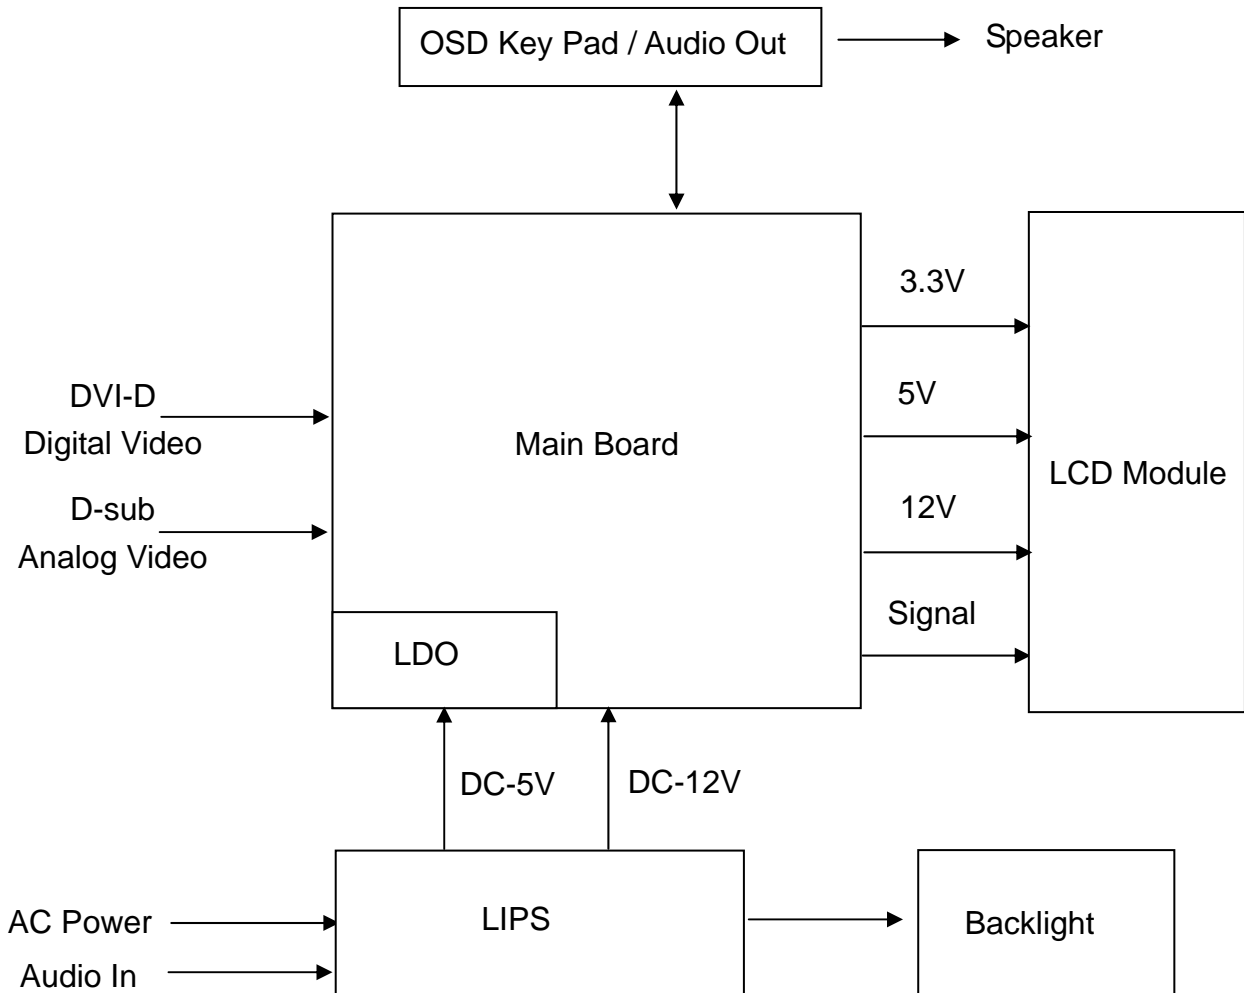 OSD Key Pad / Audio Out
Speaker
3.3V
DVI-D
Digital Video
5V
Main Board
LCD Module
D-sub
Analog Video
12V
Signal
LDO
DC-5V
DC-12V
AC Power
LIPS
Backlight
Audio In